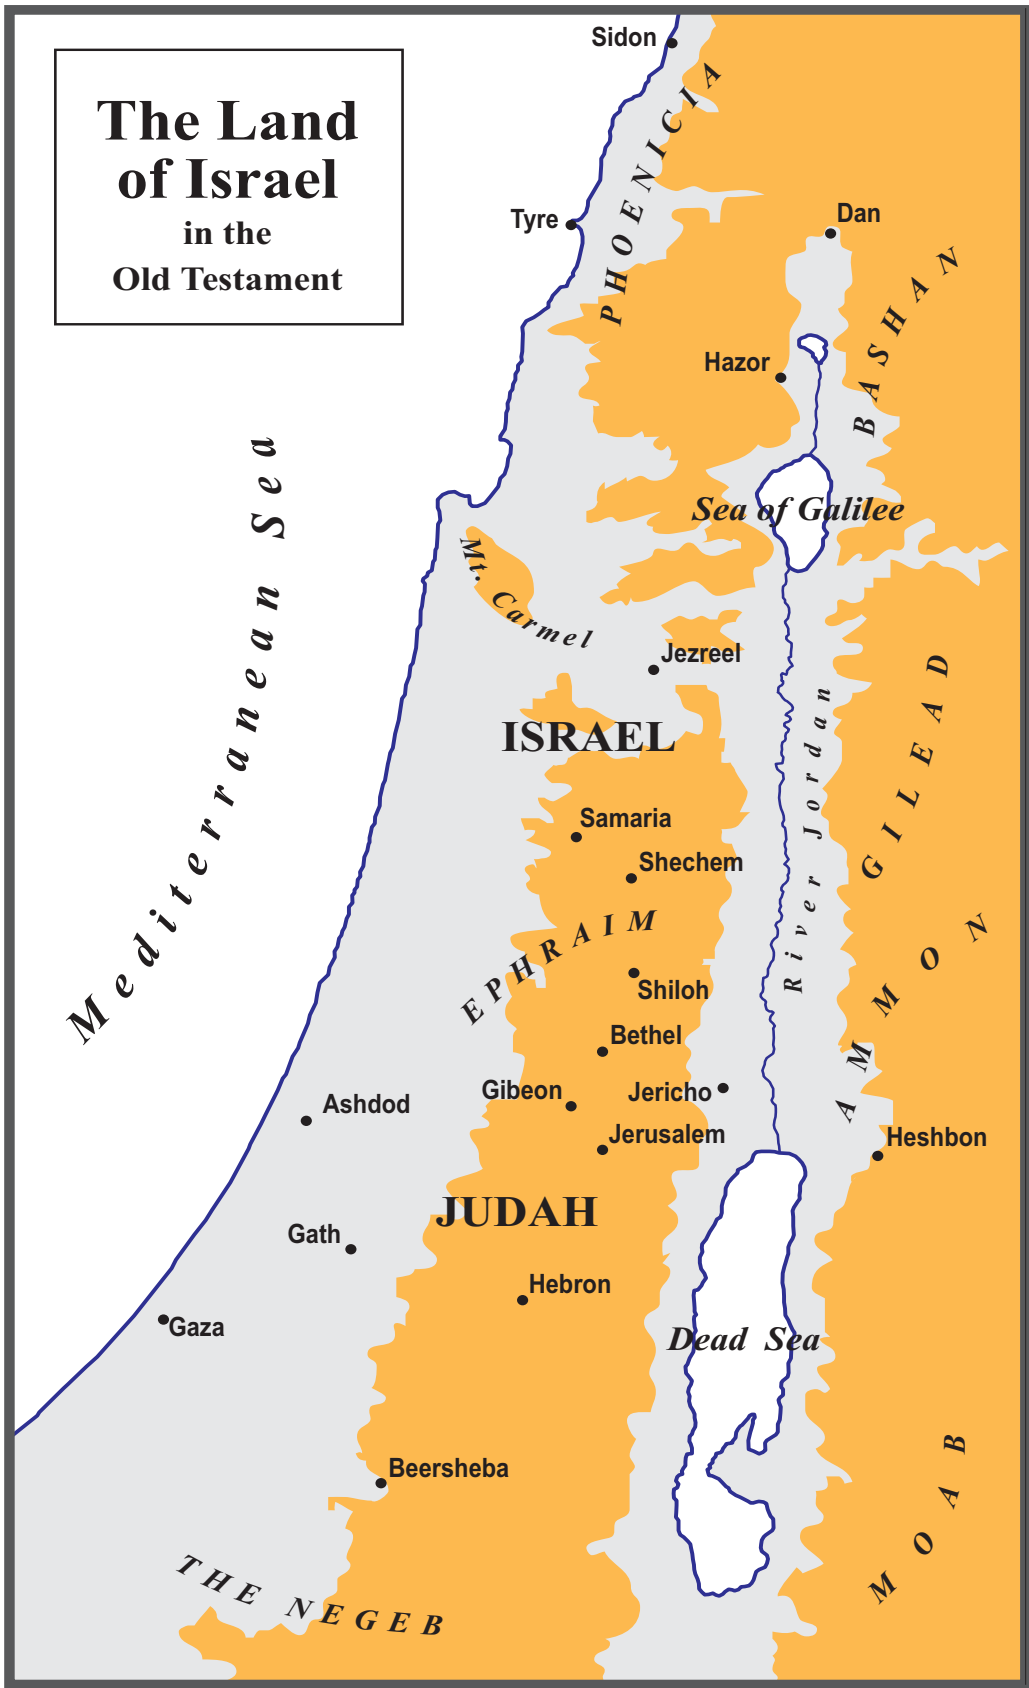 The Land
of Israel
in the
Old Testament
Sidon
PHOENICIA
Tyre
Dan
BASHAN
Hazor
Mediterranean Sea
Sea of Galilee
Mt. Carmel
Jezreel
GILEAD
River Jordan
ISRAEL
Samaria
Shechem
EPHRAIM
AMMON
Shiloh
Bethel
Gibeon
Jericho
Ashdod
Jerusalem
Heshbon
JUDAH
Gath
Hebron
Gaza
Dead Sea
Beersheba
MOAB
THE NEGEB